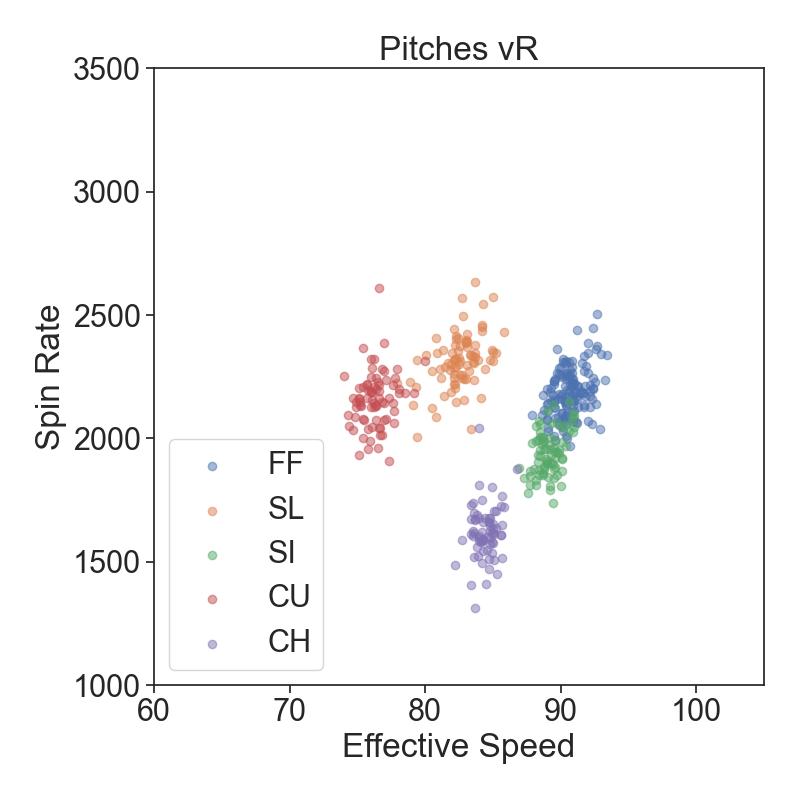 Pitches vR
3500
3000
2500
2000
1500
1000
Spin Rate
FF
SL
SI
CU
CH
60 70 80 90 100
Effective Speed